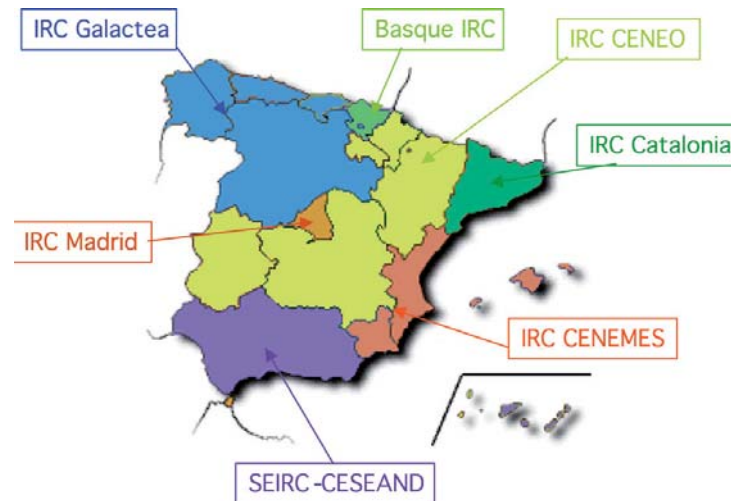 IRC Galactea
Basque IRC
IRC CENEO
IRC Catalonia
IRC Madrid
IRC CENEMES
SEIRC-CESEAND